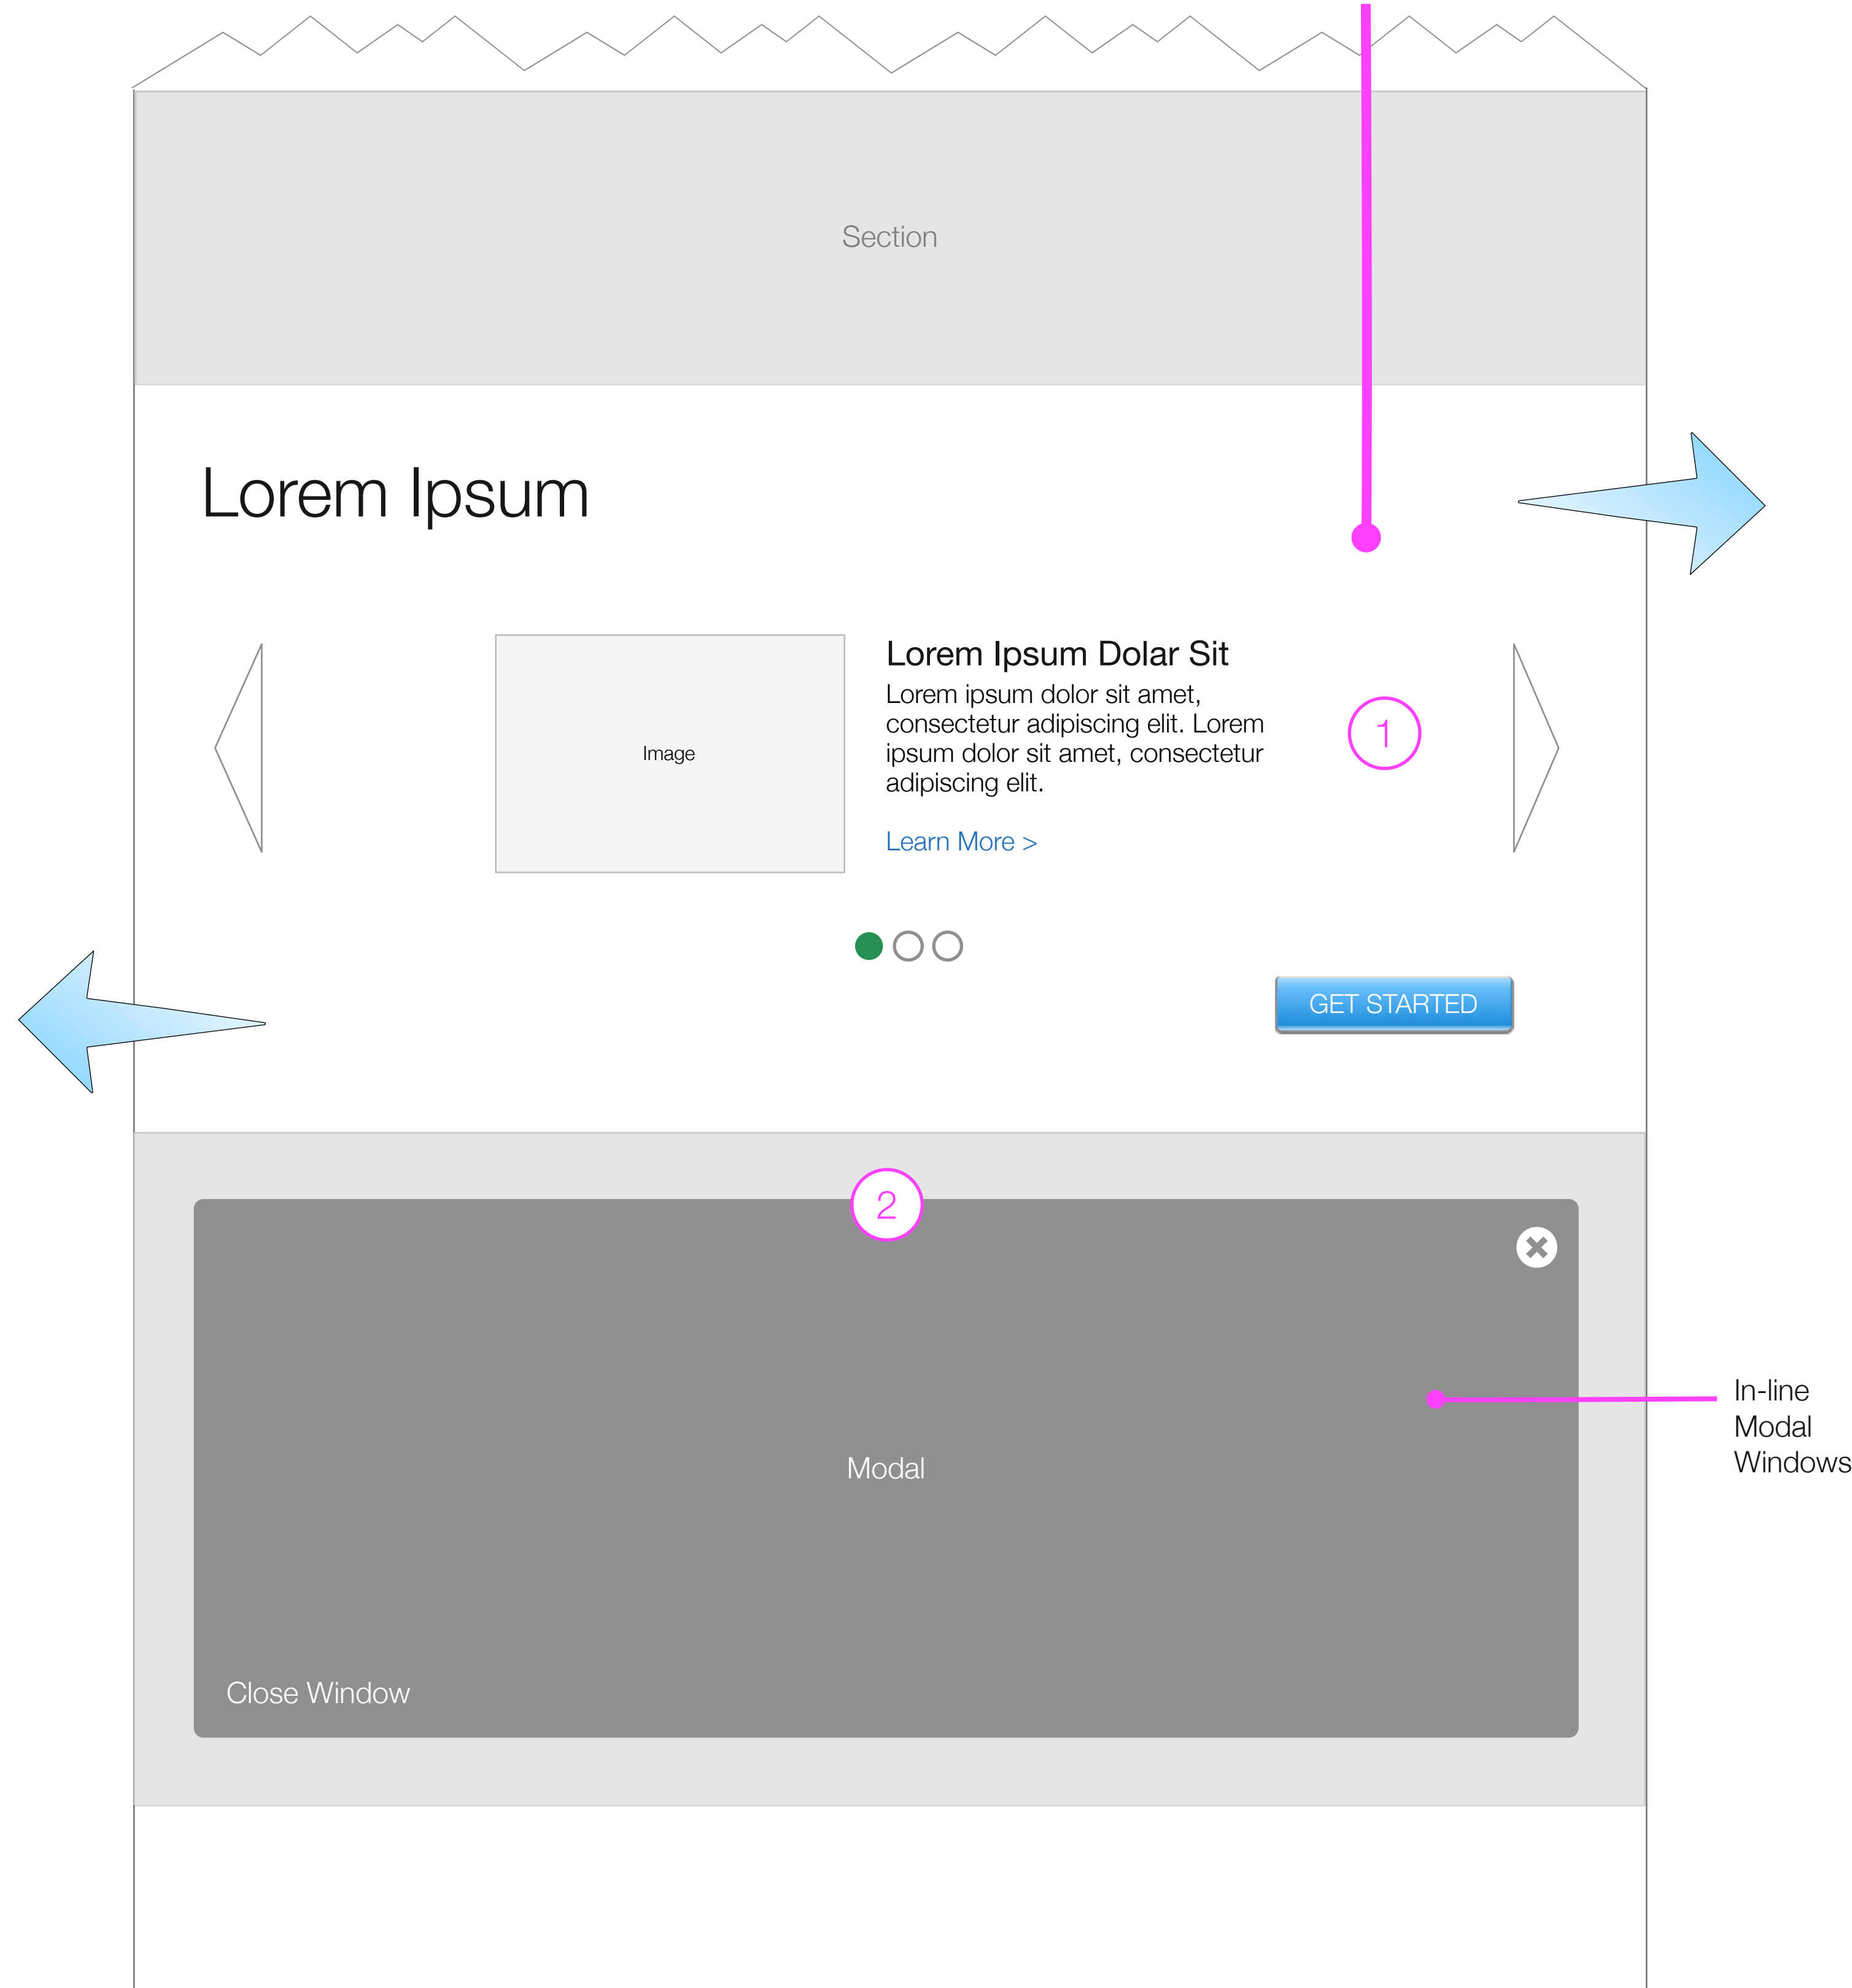 Section
Lorem Ipsum
Image
Lorem Ipsum Dolar Sit
Lorem ipsum dolor sit amet,
consectetur adipiscing elit. Lorem
ipsum dolor sit amet, consectetur
adipiscing elit.
Learn More >
1
GET STARTED
2
Modal
In-line
Modal
Windows
Close Window